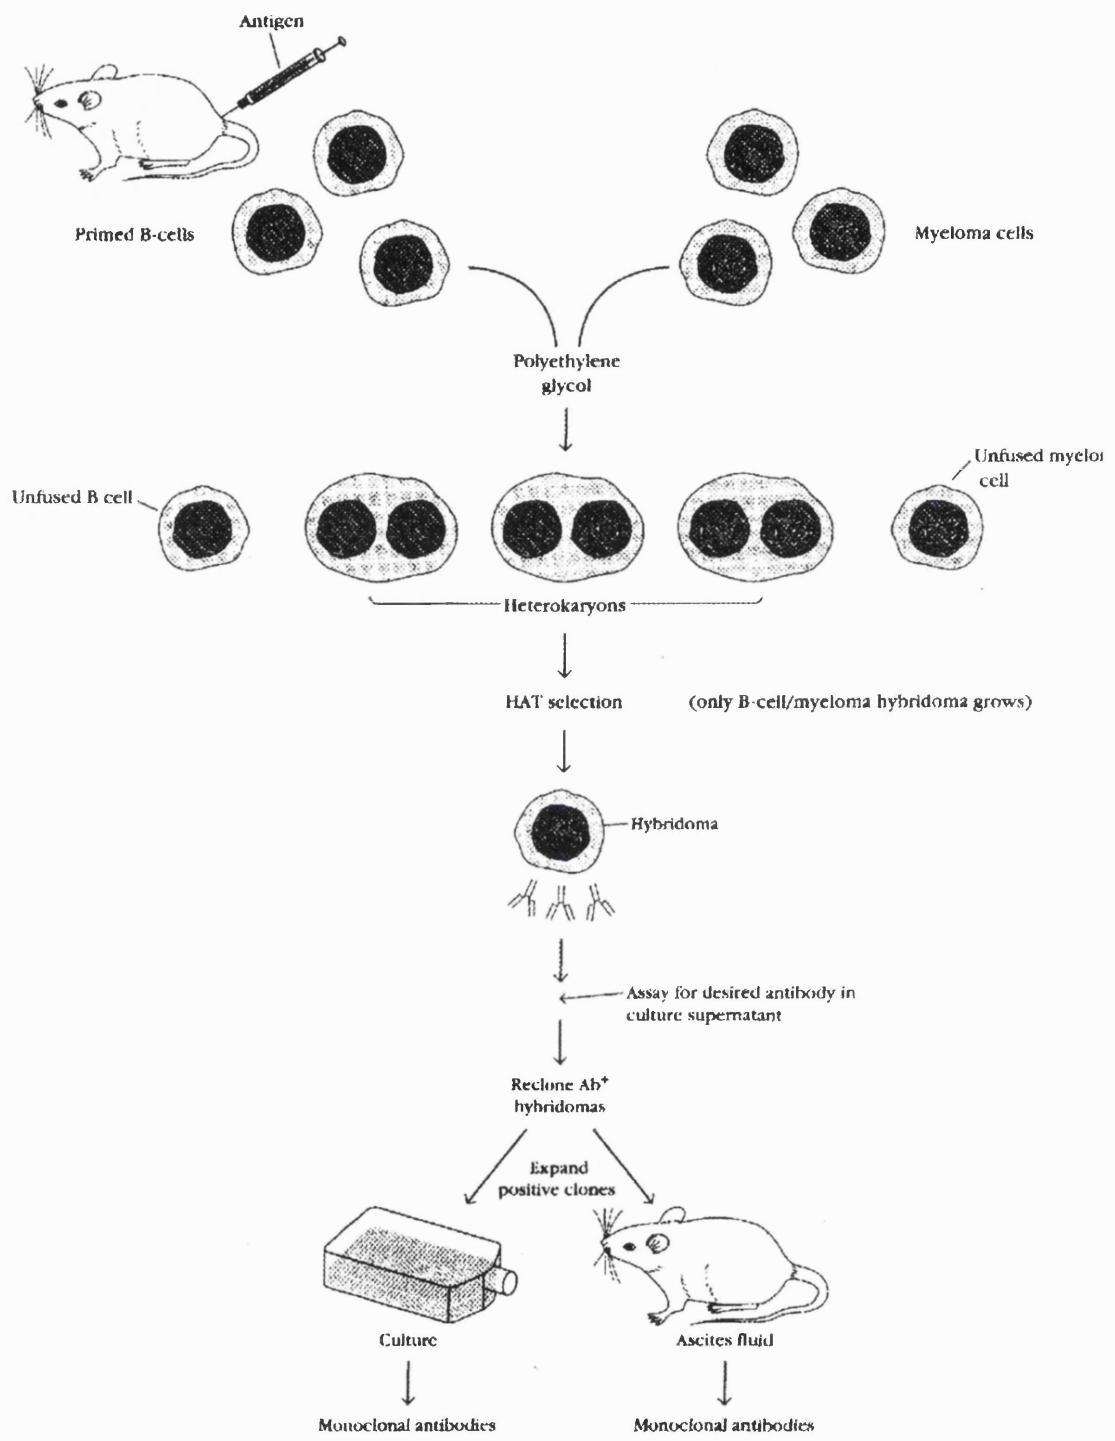 Antigen
Primed B-cells
Myeloma cells
Polyethylene
glycol
Unfused B cell
Unfused myelo
cell
Heterokaryons
HAT selection
(only B-cell/myeloma hybridoma grows)
Hybridoma
Assay for desired antibody in
culture supernatant
Reclone Ab+
hybridomas
Expand
positive clones
Culture
Ascites fluid
Monoclonal antibodies
Monoclonal antibodies